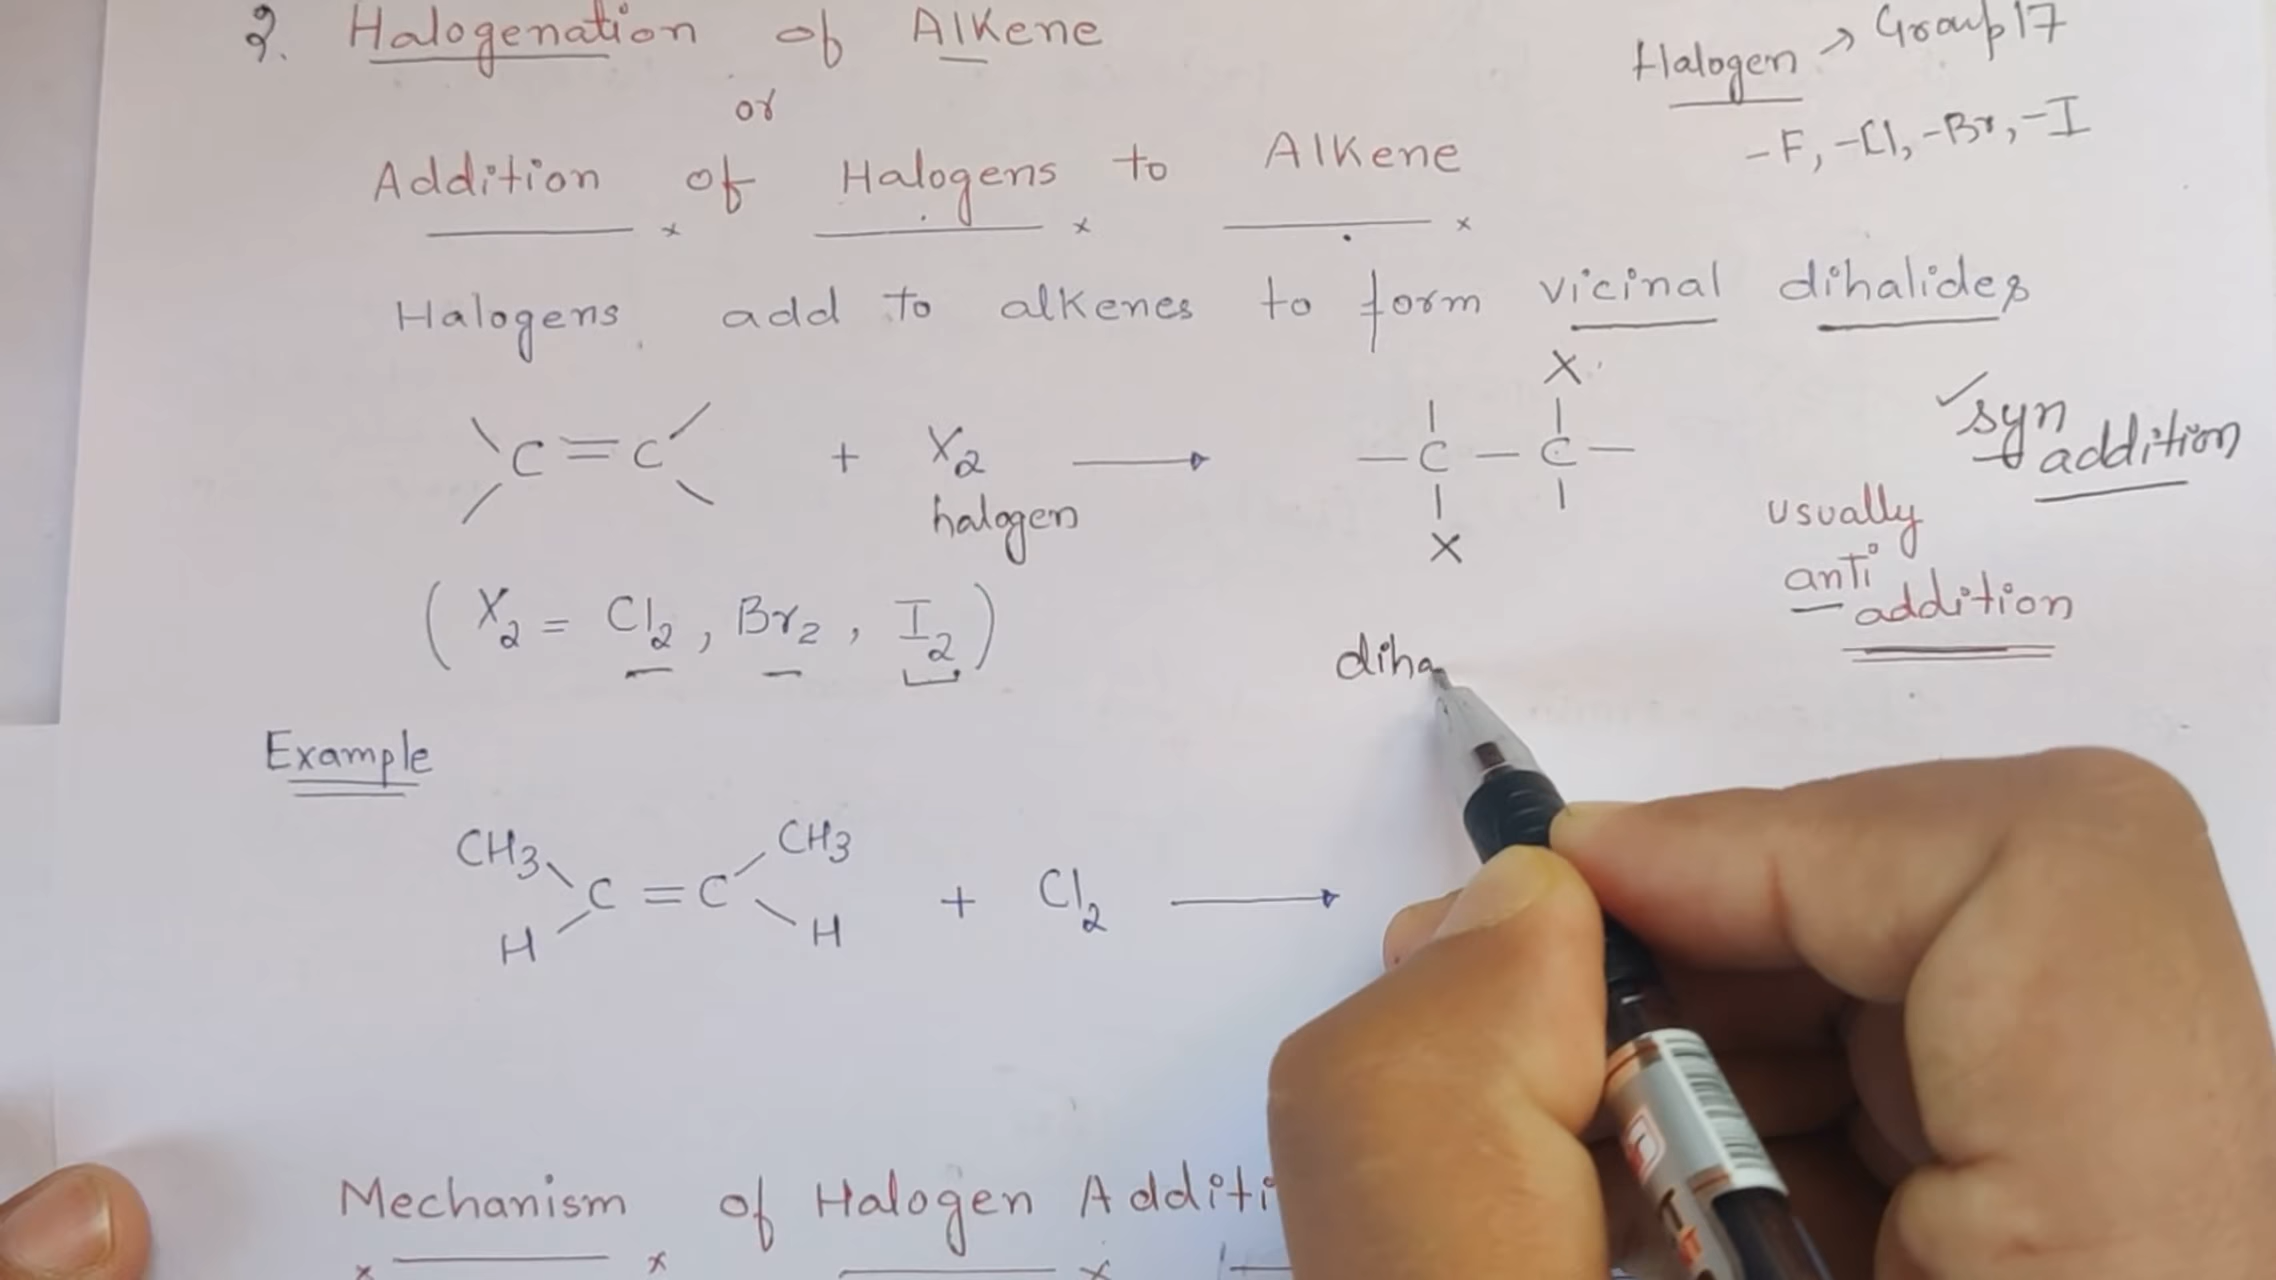 2. Halogenation of Alkene
or
Addition of Halogens to Alkene
Halogen → Group 17
-F, -Cl, -Br, -I
Halogens add to alkenes to form vicinal dihalides
X
C = C + X2 → - C - C -
halogen
X
✓syn addition
usually
anti addition
(X2 = Cl2, Br2, I2)
diha
Example
CH3 CH3
C = C + Cl2 →
H H
Mechanism of Halogen Additi